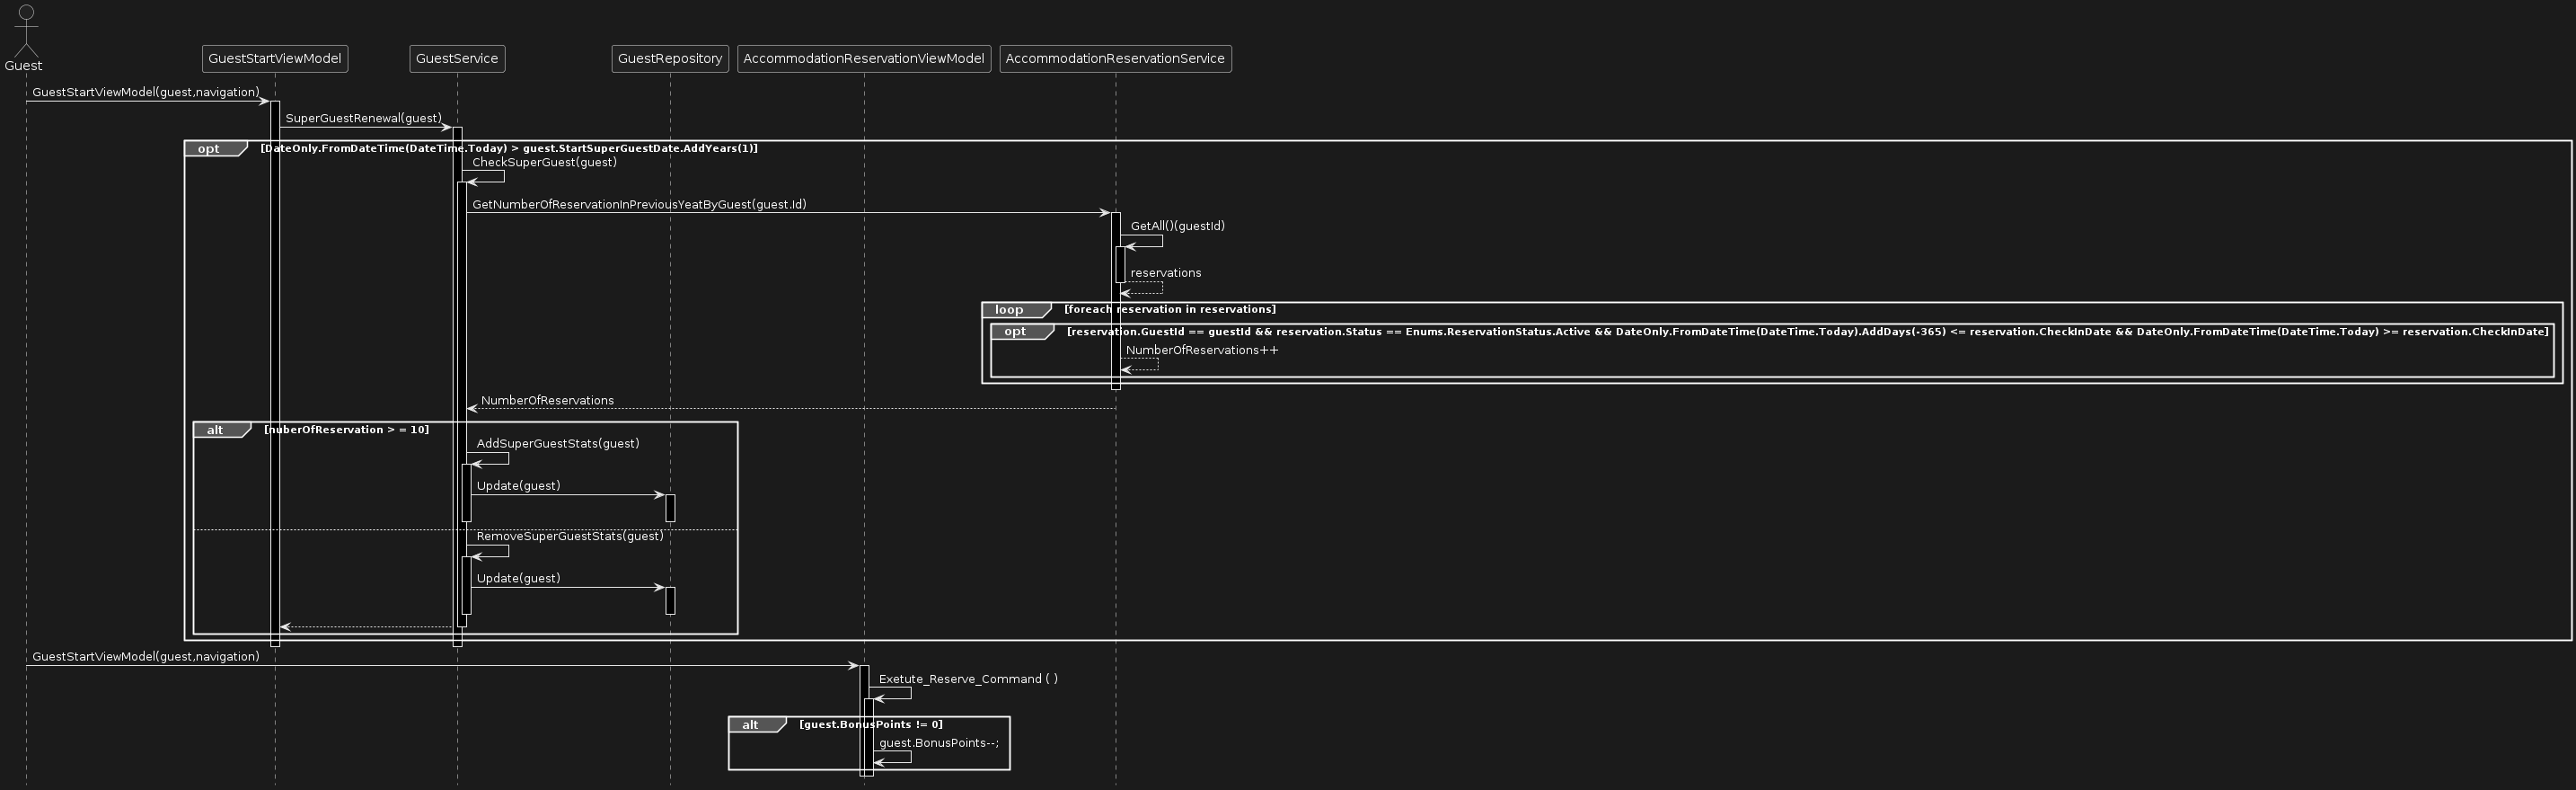 Guest
GuestStartViewModel
GuestService
GuestRepository
AccommodationReservationViewModel
AccommodationReservationService
GuestStartViewModel(guest,navigation)
SuperGuestRenewal(guest)
opt [DateOnly.FromDateTime(DateTime.Today) > guest.StartSuperGuestDate.AddYears(1)]
CheckSuperGuest(guest)
GetNumberOfReservationInPreviousYeatByGuest(guest.Id)
GetAll()(guestId)
reservations
loop [foreach reservation in reservations]
opt [reservation.GuestId == guestId && reservation.Status == Enums.ReservationStatus.Active && DateOnly.FromDateTime(DateTime.Today).AddDays(-365) <= reservation.CheckInDate && DateOnly.FromDateTime(DateTime.Today) >= reservation.CheckInDate]
NumberOfReservations++
NumberOfReservations
alt [nuberOfReservation > = 10]
AddSuperGuestStats(guest)
Update(guest)
RemoveSuperGuestStats(guest)
Update(guest)
GuestStartViewModel(guest,navigation)
Exetute_Reserve_Command ( )
alt [guest.BonusPoints != 0]
guest.BonusPoints--;